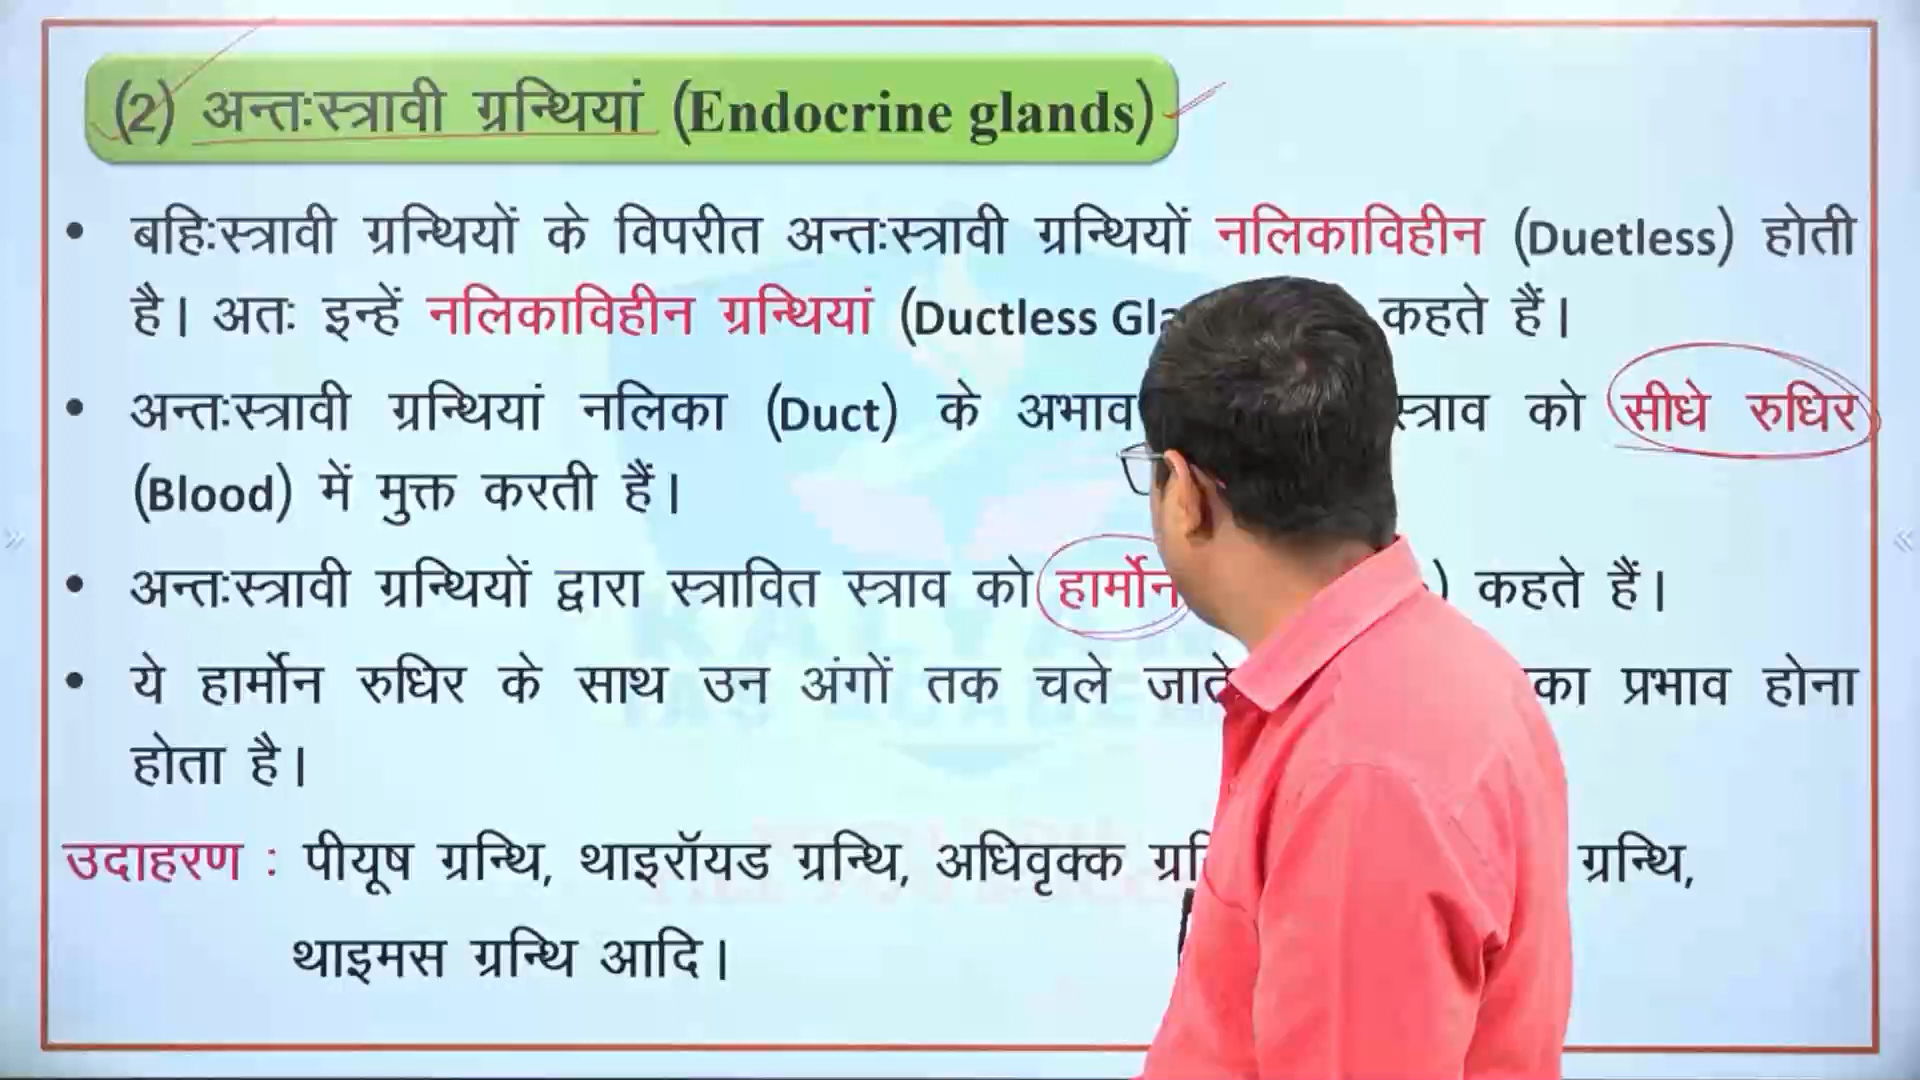 (2) अन्तःस्त्रावी ग्रन्थियां (Endocrine glands)
• बहिःस्त्रावी ग्रन्थियों के विपरीत अन्तःस्त्रावी ग्रन्थियों नलिकाविहीन (Duetless) होती
है। अतः इन्हें नलिकाविहीन ग्रन्थियां (Ductless कहते हैं।
• अन्तःस्त्रावी ग्रन्थियां नलिका (Duct) के अभाव स्त्राव को सीधे रुधिर
(Blood) में मुक्त करती हैं।
• अन्तःस्त्रावी ग्रन्थियों द्वारा स्त्रावित स्त्राव को हार्मोन ) कहते हैं।
• ये हार्मोन रुधिर के साथ उन अंगों तक चले जाते का प्रभाव होना
होता है।
उदाहरण : पीयूष ग्रन्थि, थाइरॉयड ग्रन्थि, अधिवृक्क ग्रन्थि,
थाइमस ग्रन्थि आदि।